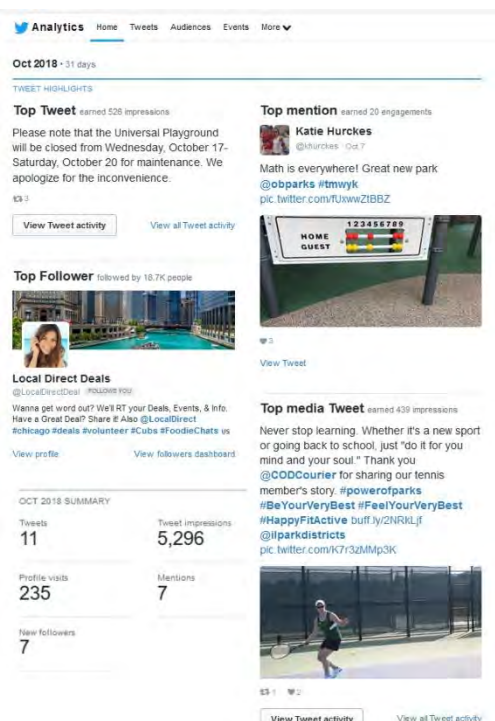 Analytics Home Tweets Audiences Events More
Oct 2018 • 31 days
TWEET HIGHLIGHTS
Top Tweet earned 526 impressions
Please note that the Universal Playground
will be closed from Wednesday, October 17-
Saturday, October 20 for maintenance. We
apologize for the inconvenience.
3
View Tweet activity View all Tweet activity
Top Follower followed by 18.7K people
Local Direct Deals
@LocalDirectDeal FOLLOWS YOU
Wanna get word out? We'll RT your Deals, Events, & Info.
Have a Great Deal? Share it! Also @LocalDirect
#chicago #deals #volunteer #Cubs #FoodieChats us
View profile View followers dashboard
OCT 2018 SUMMARY
Tweets Tweet impressions
11 5,296
Profile visits Mentions
235 7
New followers
7
Top mention earned 20 engagements
Katie Hurckes
@khurckes · Oct 7
Math is everywhere! Great new park
@obparks #tmwyk
pic.twitter.com/fUxwwZtBBZ
1 2 3 4 5 6 7 8 9
HOME
GUEST
3
View Tweet
Top media Tweet earned 439 impressions
Never stop learning. Whether it's a new sport
or going back to school, just "do it for you
mind and your soul." Thank you
@CODCourier for sharing our tennis
member's story. #powerofparks
#BeYourVeryBest #FeelYourVeryBest
#HappyFitActive buff.ly/2NRkLjf
@ilparkdistricts
pic.twitter.com/K7r3zMMp3K
1 2
View Tweet activity View all Tweet activity